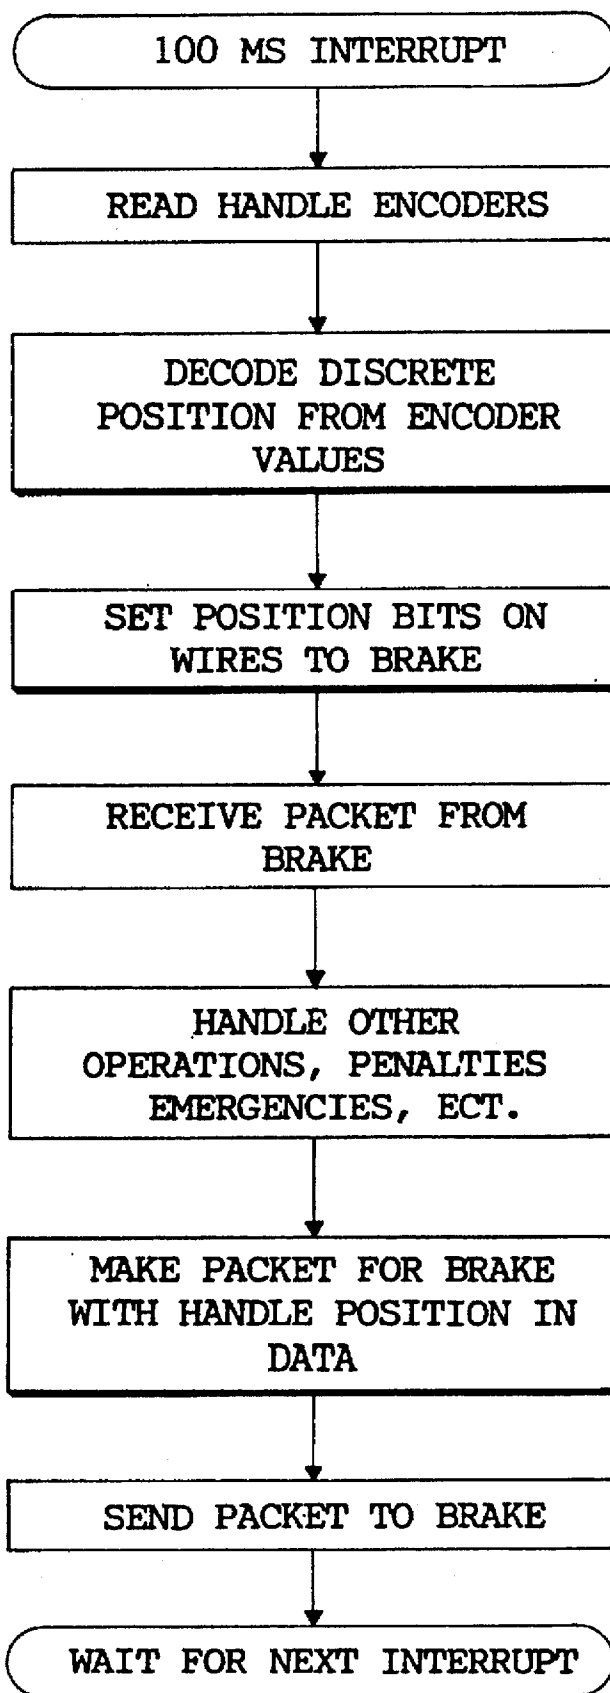 100 MS INTERRUPT
READ HANDLE ENCODERS
DECODE DISCRETE
POSITION FROM ENCODER
VALUES
SET POSITION BITS ON
WIRES TO BRAKE
RECEIVE PACKET FROM
BRAKE
HANDLE OTHER
OPERATIONS, PENALTIES
EMERGENCIES, ECT.
MAKE PACKET FOR BRAKE
WITH HANDLE POSITION IN
DATA
SEND PACKET TO BRAKE
WAIT FOR NEXT INTERRUPT